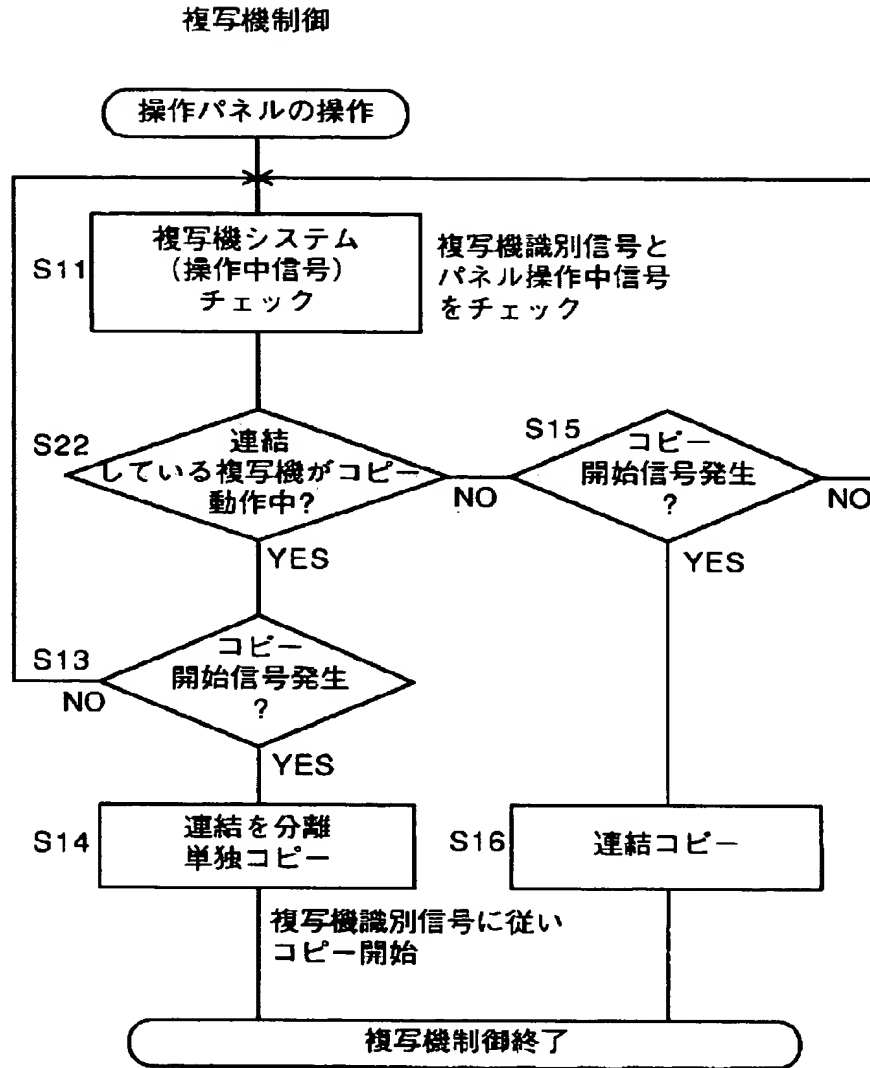 複写機制御
操作パネルの操作
S11
複写機システム
(操作中信号)
チェック
複写機識別信号と
パネル操作中信号
をチェック
S22
連結
している複写機がコピー
動作中?
NO
YES
S15
コピー
開始信号発生
?
NO
YES
S13
コピー
開始信号発生
?
NO
YES
S14
連結を分離
単独コピー
S16
連結コピー
複写機識別信号に従い
コピー開始
複写機制御終了